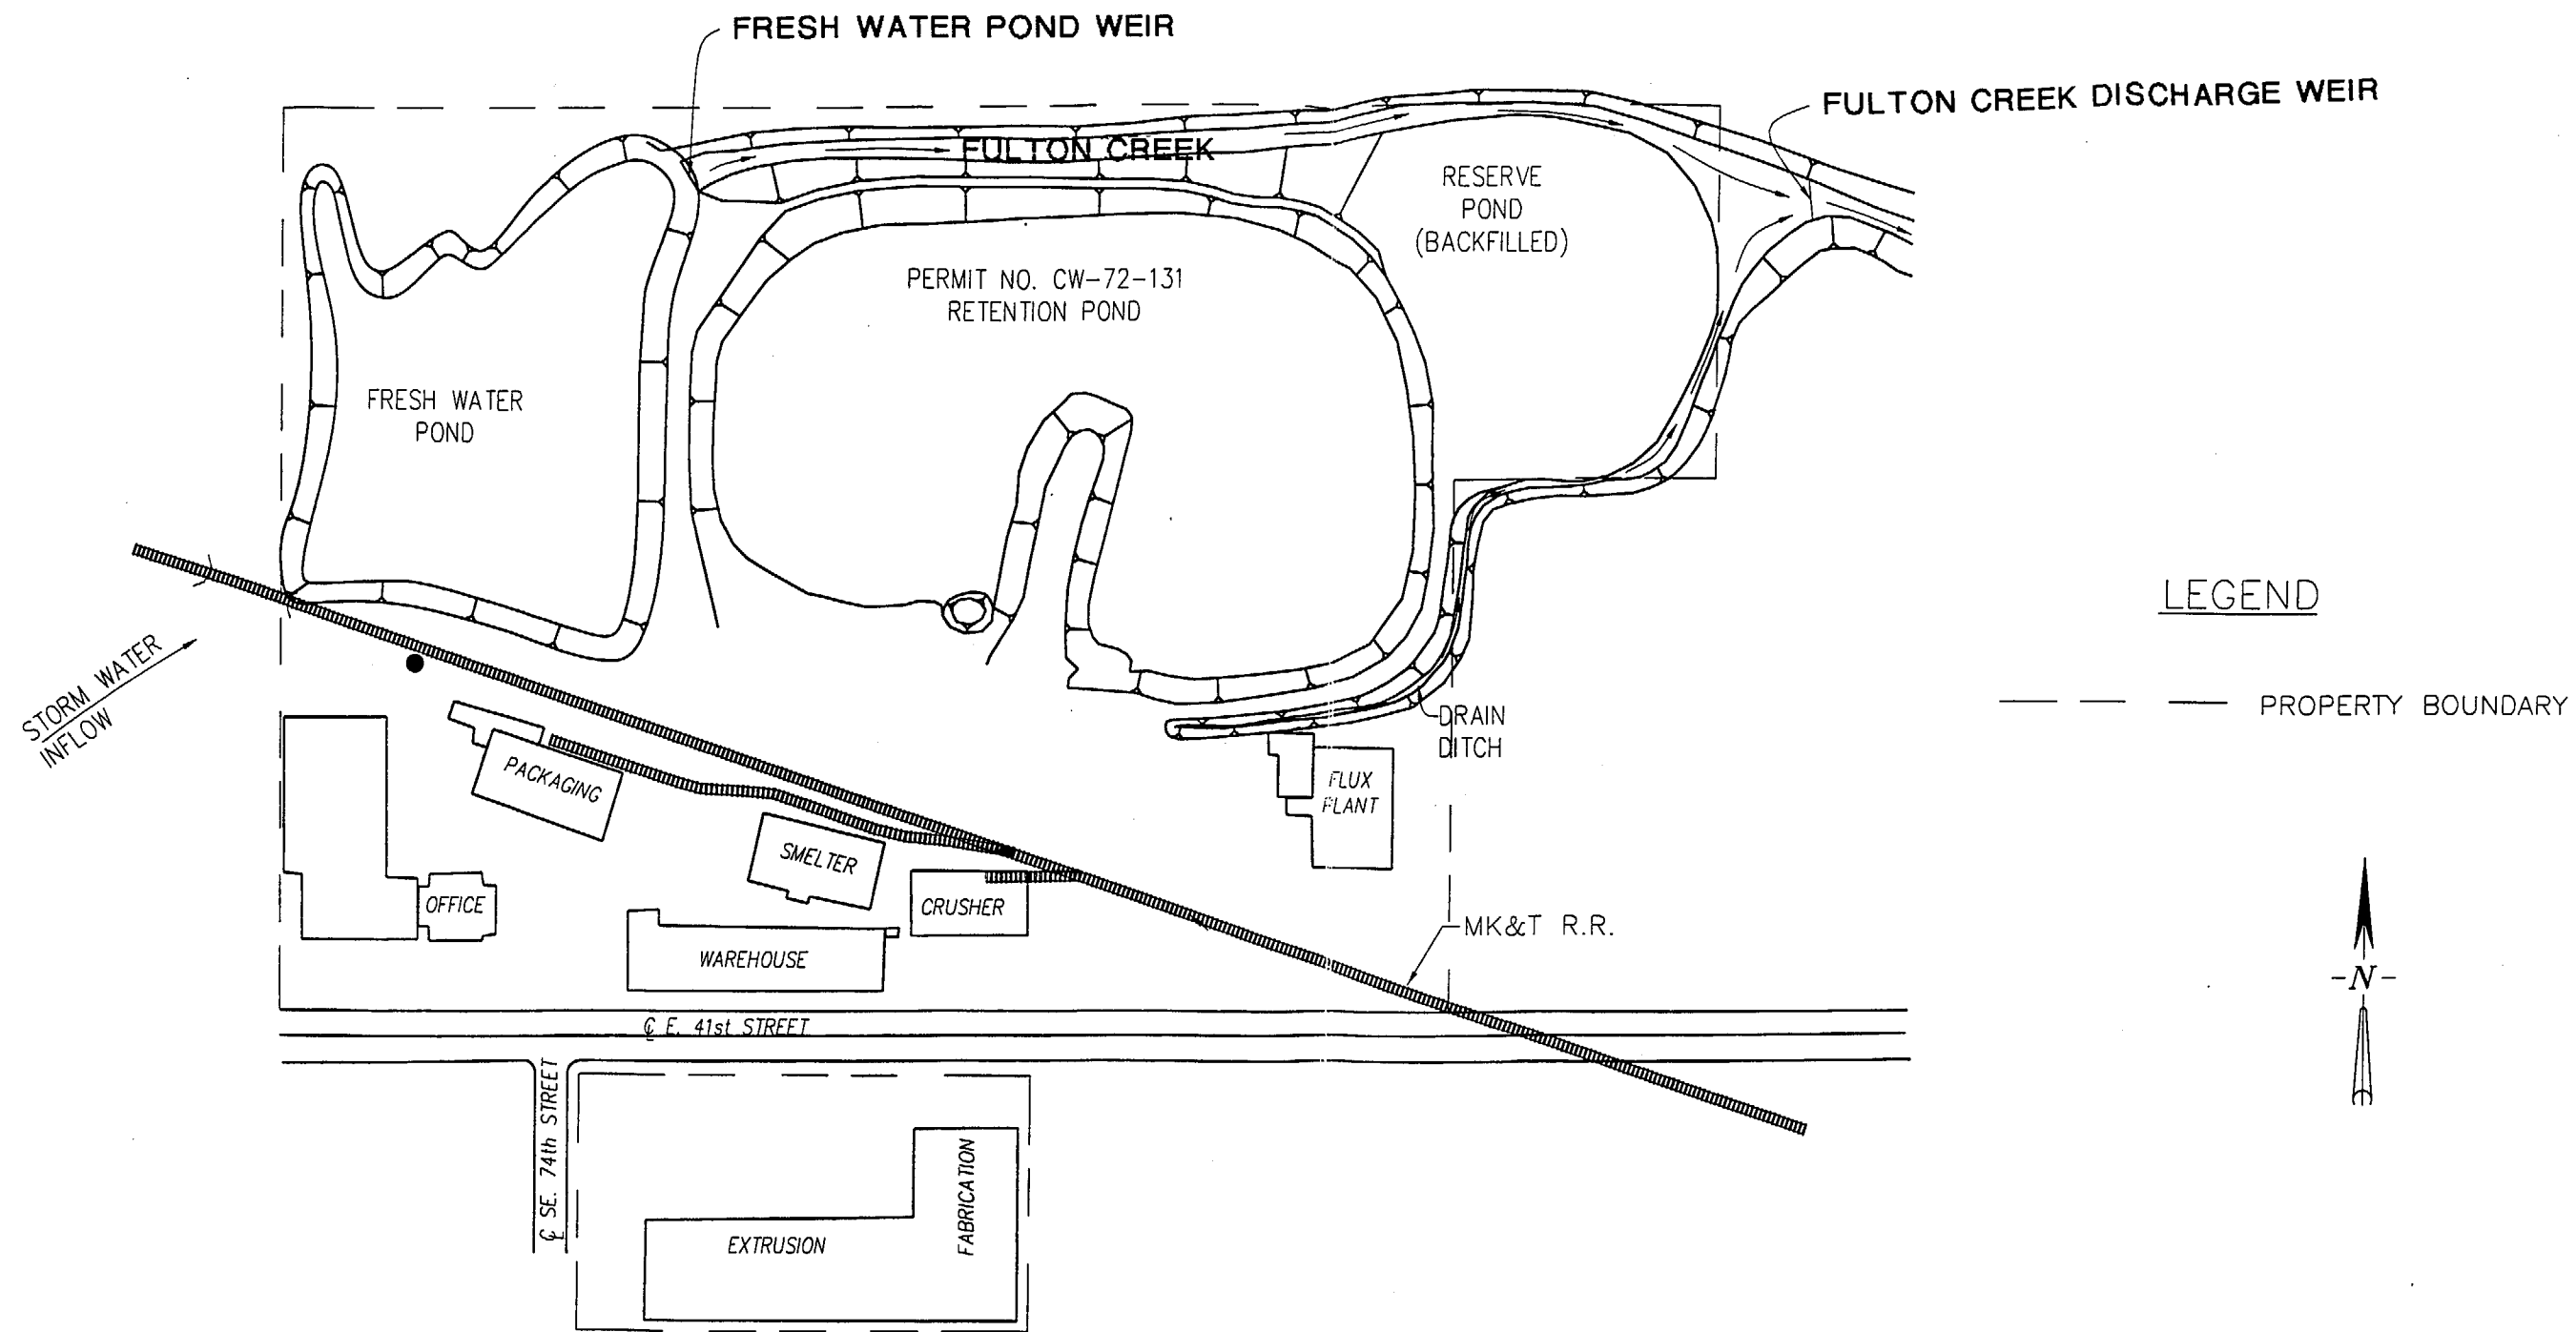 FRESH WATER POND WEIR
FULTON CREEK DISCHARGE WEIR
FULTON CREEK
RESERVE
POND
(BACKFILLED)
PERMIT NO. CW-72-131
RETENTION POND
FRESH WATER
POND
LEGEND
STORM WATER
INFLOW
PROPERTY BOUNDARY
DRAIN
DITCH
PACKAGING
FLUX
PLANT
SMELTER
OFFICE
CRUSHER
MK&T R.R.
WAREHOUSE
-N-
℄ E. 41st STREET
℄ SE. 74th STREET
FABRICATION
EXTRUSION